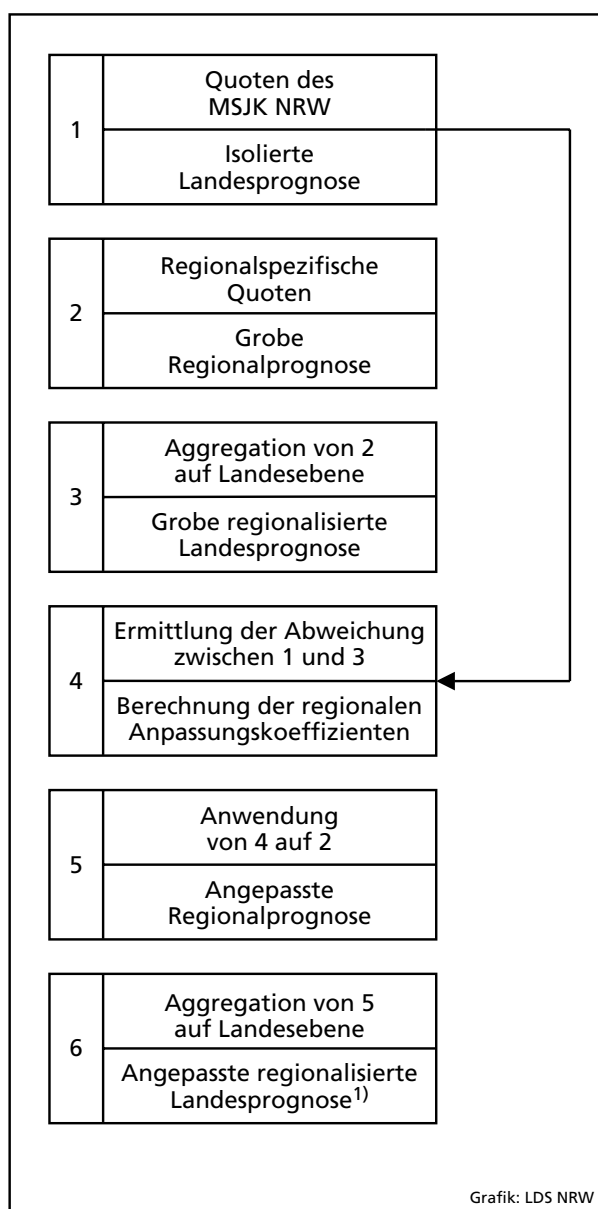 1
Quoten des
MSJK NRW
Isolierte
Landesprognose
2
Regionalspezifische
Quoten
Grobe
Regionalprognose
3
Aggregation von 2
auf Landesebene
Grobe regionalisierte
Landesprognose
4
Ermittlung der Abweichung
zwischen 1 und 3
Berechnung der regionalen
Anpassungskoeffizienten
5
Anwendung
von 4 auf 2
Angepasste
Regionalprognose
6
Aggregation von 5
auf Landesebene
Angepasste regionalisierte
Landesprognose1)
Grafik: LDS NRW